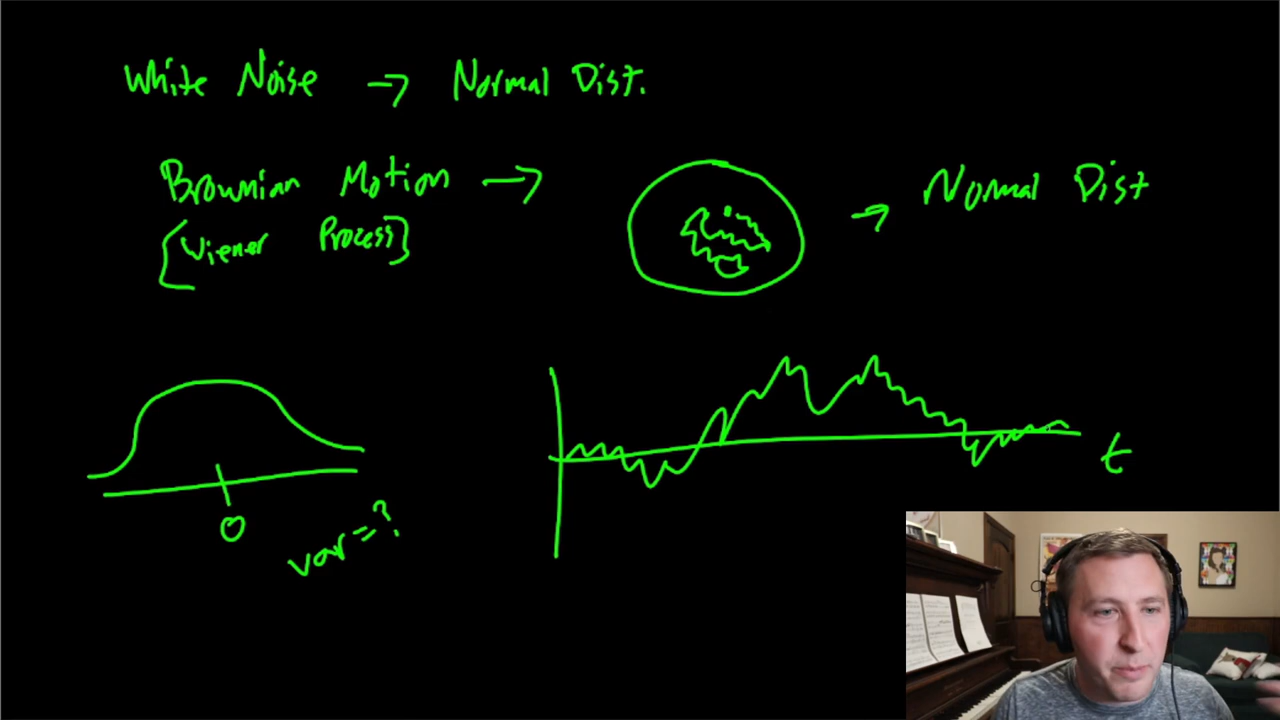 White Noise → Normal Dist.
Brownian Motion → → Normal Dist
[Wiener Process]
t
0
var=?